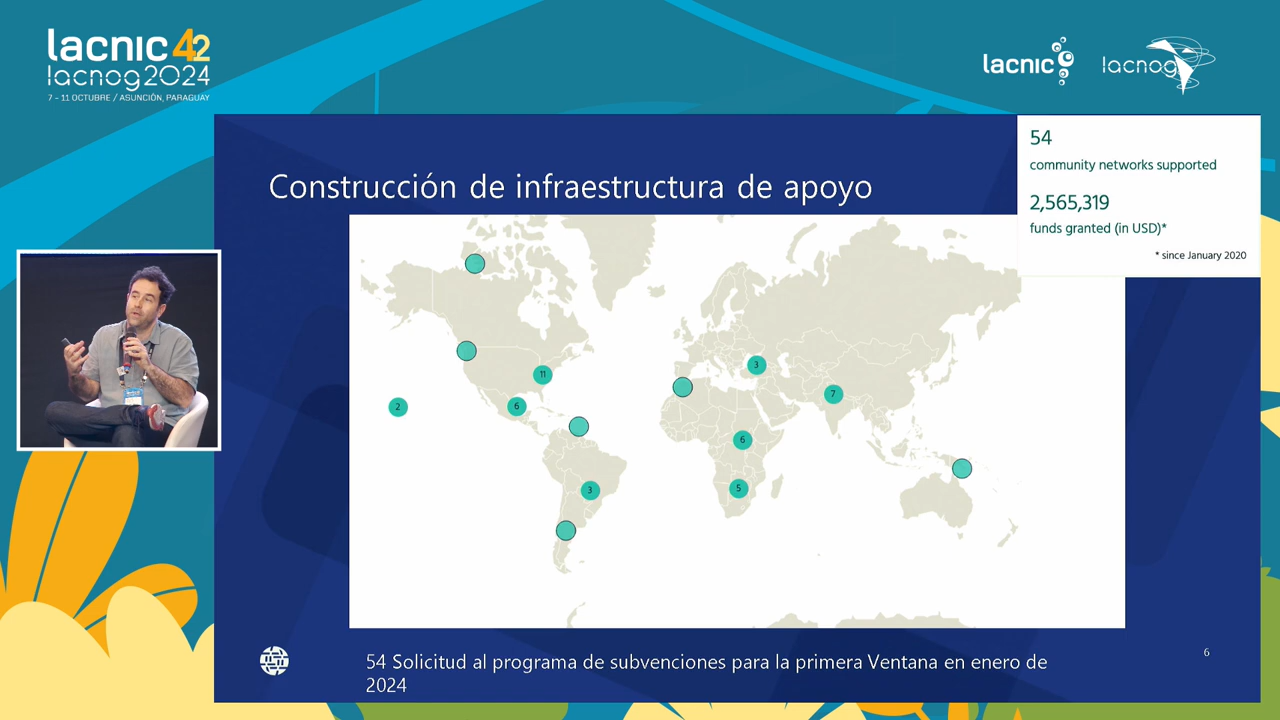 lacnic 42
lacnog2024
7 - 11 OCTUBRE / ASUNCIÓN, PARAGUAY
lacnic
lacnog
54
community networks supported
2,565,319
funds granted (in USD)*
* since January 2020
Construcción de infraestructura de apoyo
11
3
7
2
6
6
5
3
54 Solicitud al programa de subvenciones para la primera Ventana en enero de
2024
6